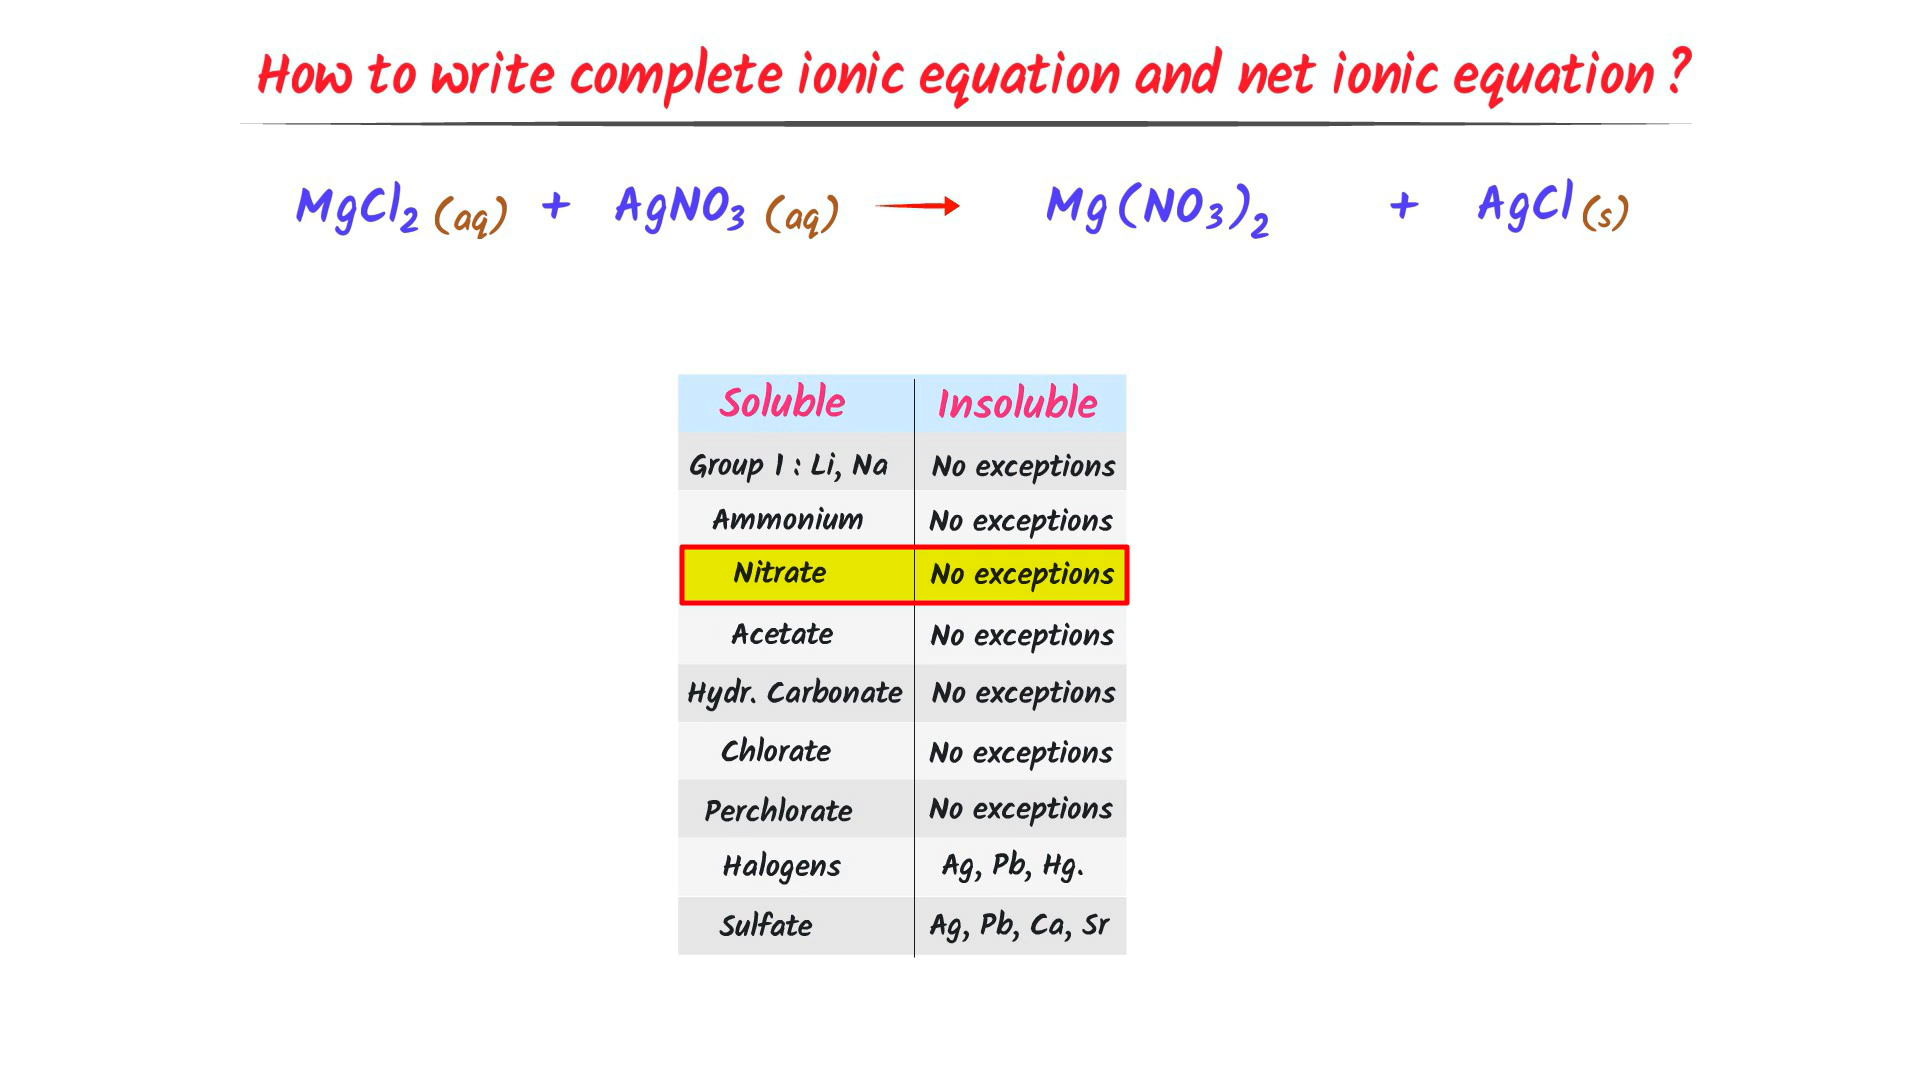 How to write complete ionic equation and net ionic equation ?
MgCl₂ (aq) + AgNO₃ (aq) → Mg(NO₃)₂ + AgCl (s)
Soluble Insoluble
Group 1 : Li, Na No exceptions
Ammonium No exceptions
Nitrate No exceptions
Acetate No exceptions
Hydr. Carbonate No exceptions
Chlorate No exceptions
Perchlorate No exceptions
Halogens Ag, Pb, Hg.
Sulfate Ag, Pb, Ca, Sr